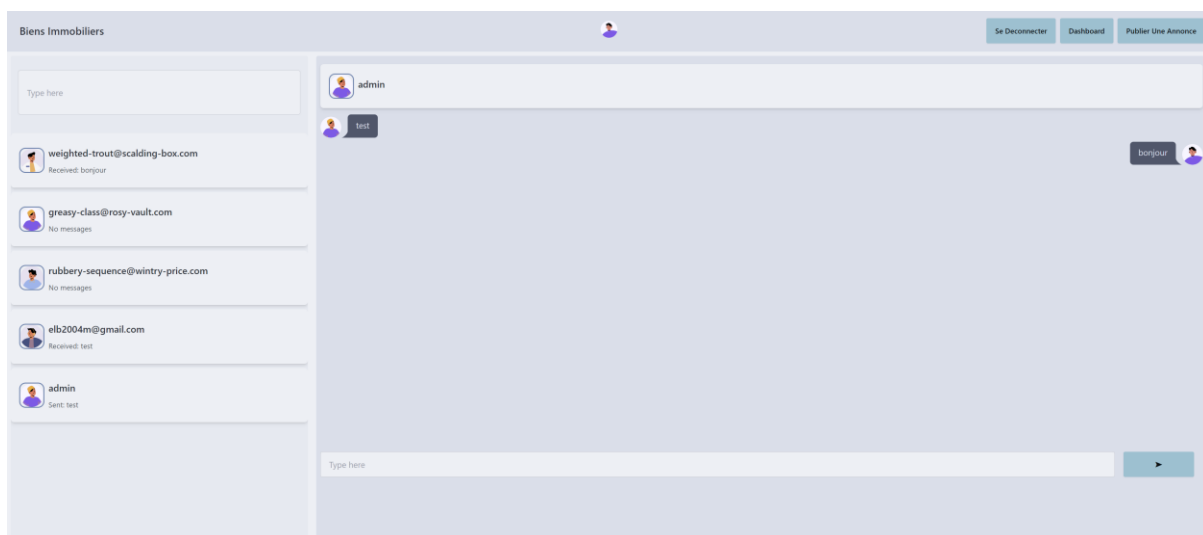 Biens Immobiliers
Se Deconnecter
Dashboard
Publier Une Annonce
Type here
weighted-trout@scalding-box.com
Received: bonjour
greasy-class@rosy-vault.com
No messages
rubbery-sequence@wintry-price.com
No messages
elb2004m@gmail.com
Received: test
admin
Sent: test
admin
test
bonjour
Type here